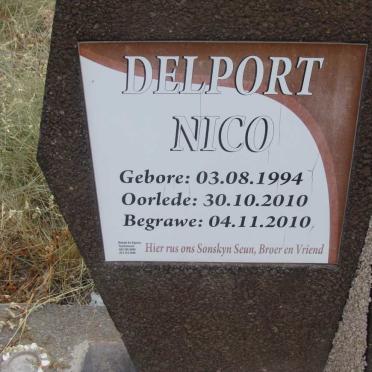 DELPORT
NICO
Gebore: 03.08.1994
Oorlede: 30.10.2010
Begrawe: 04.11.2010
Hier rus ons Sonskyn Seun, Broer en Vriend